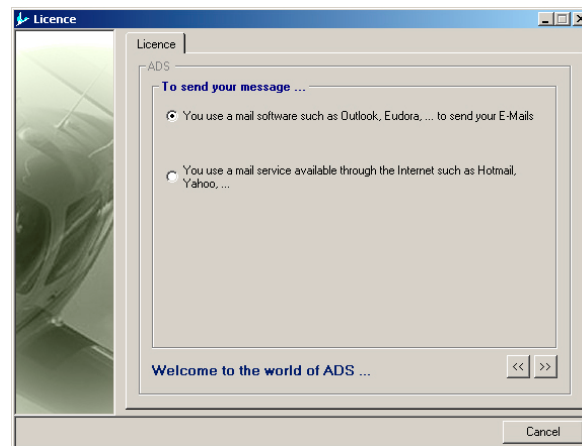 Licence
Licence
ADS
To send your message ...
You use a mail software such as Outlook, Eudora, ... to send your E-Mails
You use a mail service available through the Internet such as Hotmail,
Yahoo, ...
Welcome to the world of ADS ...
<< >>
Cancel